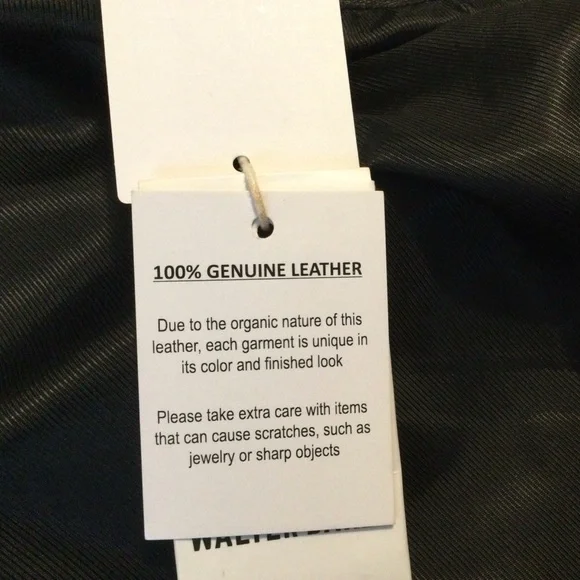 100% GENUINE LEATHER
Due to the organic nature of this
leather, each garment is unique in
its color and finished look
Please take extra care with items
that can cause scratches, such as
jewelry or sharp objects
WALTER